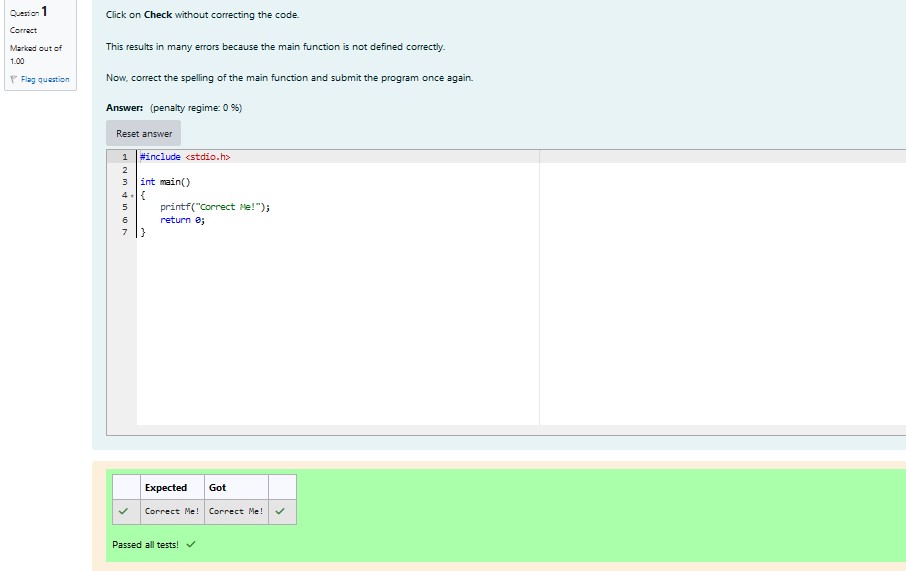 Question 1
Correct
Marked out of
1.00
Flag question
Click on Check without correcting the code.
This results in many errors because the main function is not defined correctly.
Now, correct the spelling of the main function and submit the program once again.
Answer: (penalty regime: 0 %)
Reset answer
1 #include <stdio.h>
2
3 int main()
4 {
5 printf("Correct Me!");
6 return 0;
7 }
Expected Got
Correct Me! Correct Me!
Passed all tests!